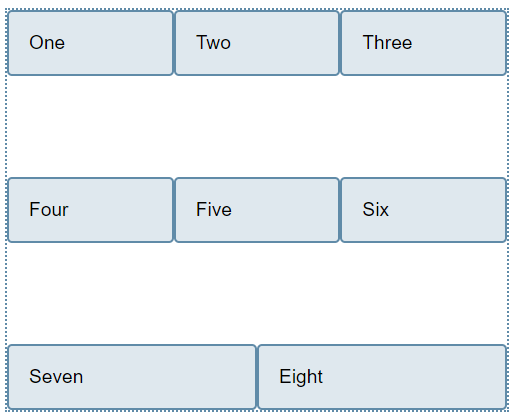 One Two Three
Four Five Six
Seven Eight